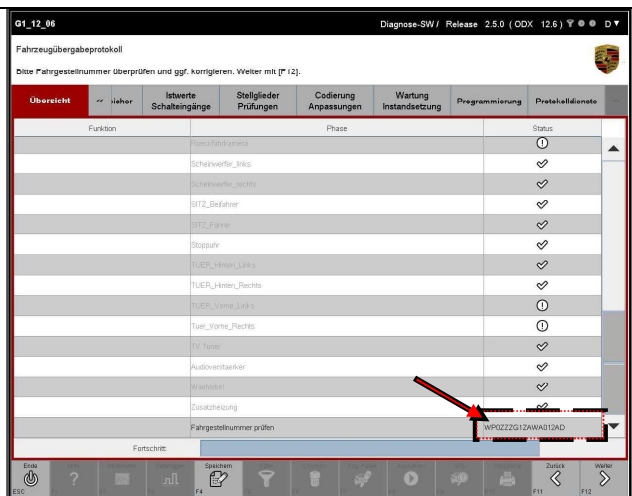 G1_12_06
Diagnose-SW / Release 2.5.0 ( ODX 12.6 ) D
Fahrzeugübergabeprotokoll
Bitte Fahrgestellnummer überprüfen und ggf. korrigieren. Weiter mit [F12].
Übersicht
Istwerte Schalteingänge
Stellglieder Prüfungen
Codierung Anpassungen
Wartung Instandsetzung
Programmierung
Protokolldienste
Funktion Phase Status
Rueckfahrkamera
Scheinwerfer_links
Scheinwerfer_rechts
SITZ_Beifahrer
SITZ_Fahrer
Stoppuhr
TUER_Hinten_Links
TUER_Hinten_Rechts
TUER_Vorne_Links
Tuer_Vorne_Rechts
TV Tuner
Audioverstaerker
Waehlhebel
Zusatzheizung
Fahrgestellnummer prüfen WP0ZZZG1ZAWA012AD
Fortschritt:
Ende Speichern Zurück Weiter
ESC F4 F11 F12